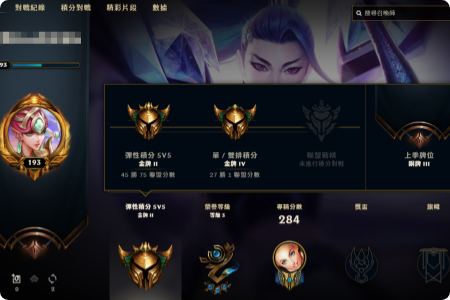 對戰紀錄 積分對戰 精彩片段 數據
搜尋召喚師
93
193
彈性積分 5V5
金牌 II
45 勝 75 聯盟分數
單 / 雙排積分
金牌 IV
27 勝 1 聯盟分數
聯盟戰棋
未進行積分對戰
上季牌位
銅牌 III
彈性積分 5V5
金牌 II
榮譽等級
等級 3
專精分數
284
獎盃
旗幟